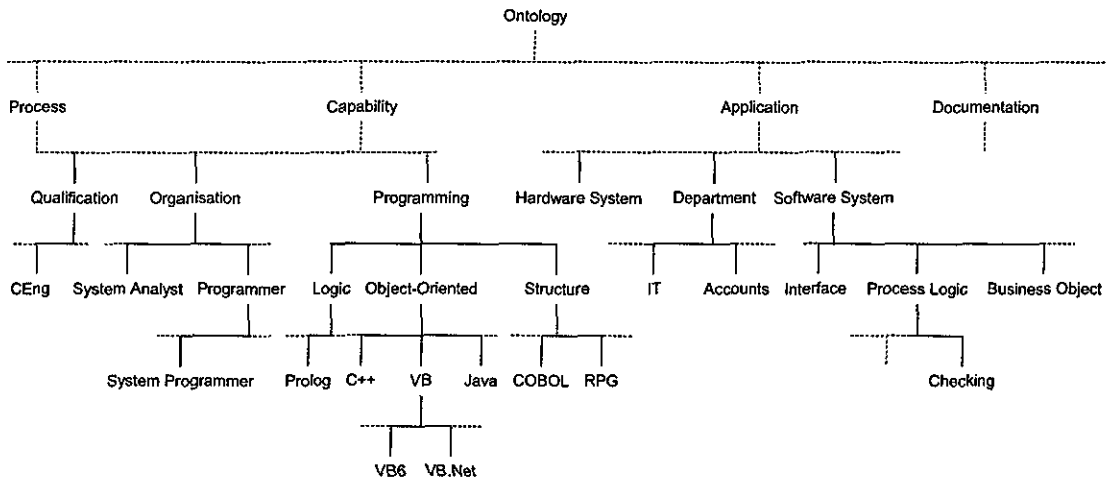 Ontology
Process Capability Application Documentation
Qualification Organisation Programming Hardware System Department Software System
CEng System Analyst Programmer Logic Object-Oriented Structure IT Accounts Interface Process Logic Business Object
System Programmer Prolog C++ VB Java COBOL RPG Checking
VB6 VB.Net